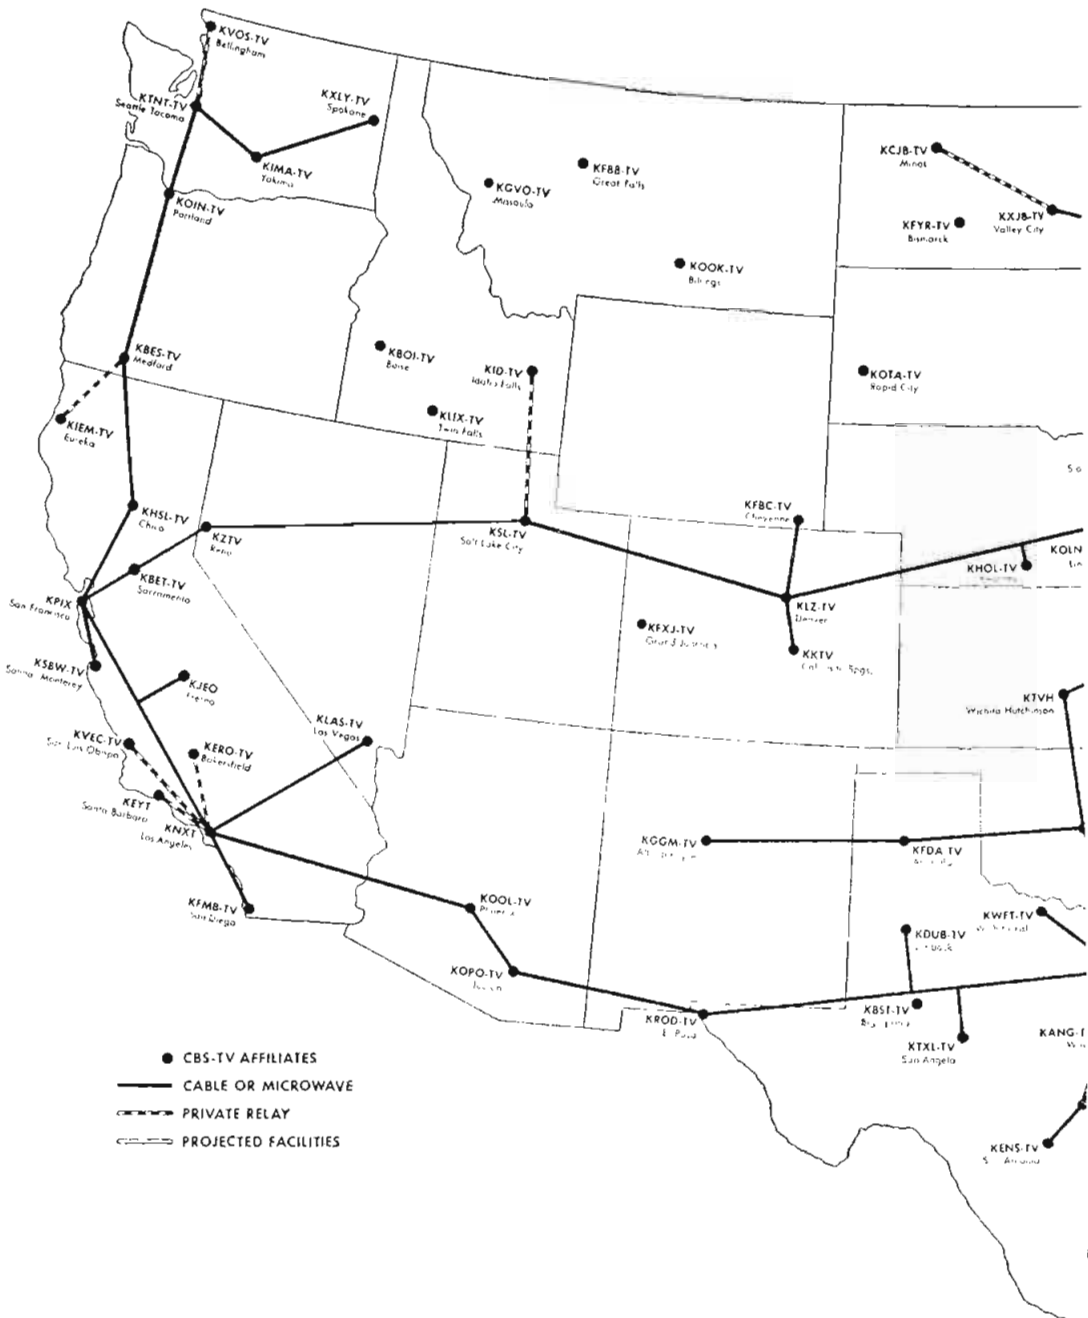 KVOS-TV
Bellingham
KTNT-TV
Seattle Tacoma
KXLY-TV
Spokane
KIMA-TV
Yakima
KOIN-TV
Portland
KGVO-TV
Missoula
KFBB-TV
Great Falls
KOOK-TV
Billings
KCJB-TV
Minot
KFYR-TV
Bismarck
KXJB-TV
Valley City
KBES-TV
Medford
KIEM-TV
Eureka
KBOI-TV
Boise
KID-TV
Idaho Falls
KLIX-TV
Twin Falls
KOTA-TV
Rapid City
KHSL-TV
Chico
KZTV
Reno
KBET-TV
Sacramento
KPIX
San Francisco
KSL-TV
Salt Lake City
KFBC-TV
Cheyenne
KLZ-TV
Denver
KHOL-TV
KOLN
Lin
KFXJ-TV
Grand Junction
KKTV
KSBW-TV
Salinas Monterey
KJEO
Fresno
KTVH
Wichita Hutchinson
KVEC-TV
San Luis Obispo
KERO-TV
Bakersfield
KLAS-TV
Las Vegas
KEYT
Santa Barbara
KNXT
Los Angeles
KGGM-TV
KFDA-TV
KFMB-TV
San Diego
KOOL-TV
Phoenix
KOPO-TV
Tucson
KDUB-TV
KWFT-TV
KROD-TV
El Paso
KBST-TV
KTXL-TV
San Angelo
KANG-T
KENS-TV
CBS-TV AFFILIATES
CABLE OR MICROWAVE
PRIVATE RELAY
PROJECTED FACILITIES